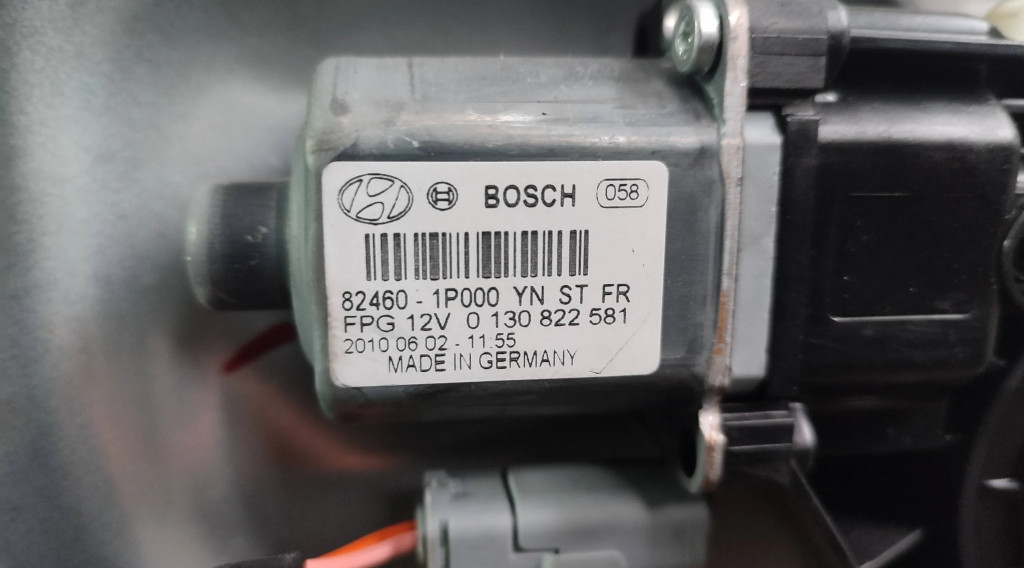 BOSCH 058
82460 - 1P000 YN ST FR
FPG 12V 0 130 822 581
2010 06 02 - 11:55
MADE IN GERMANY